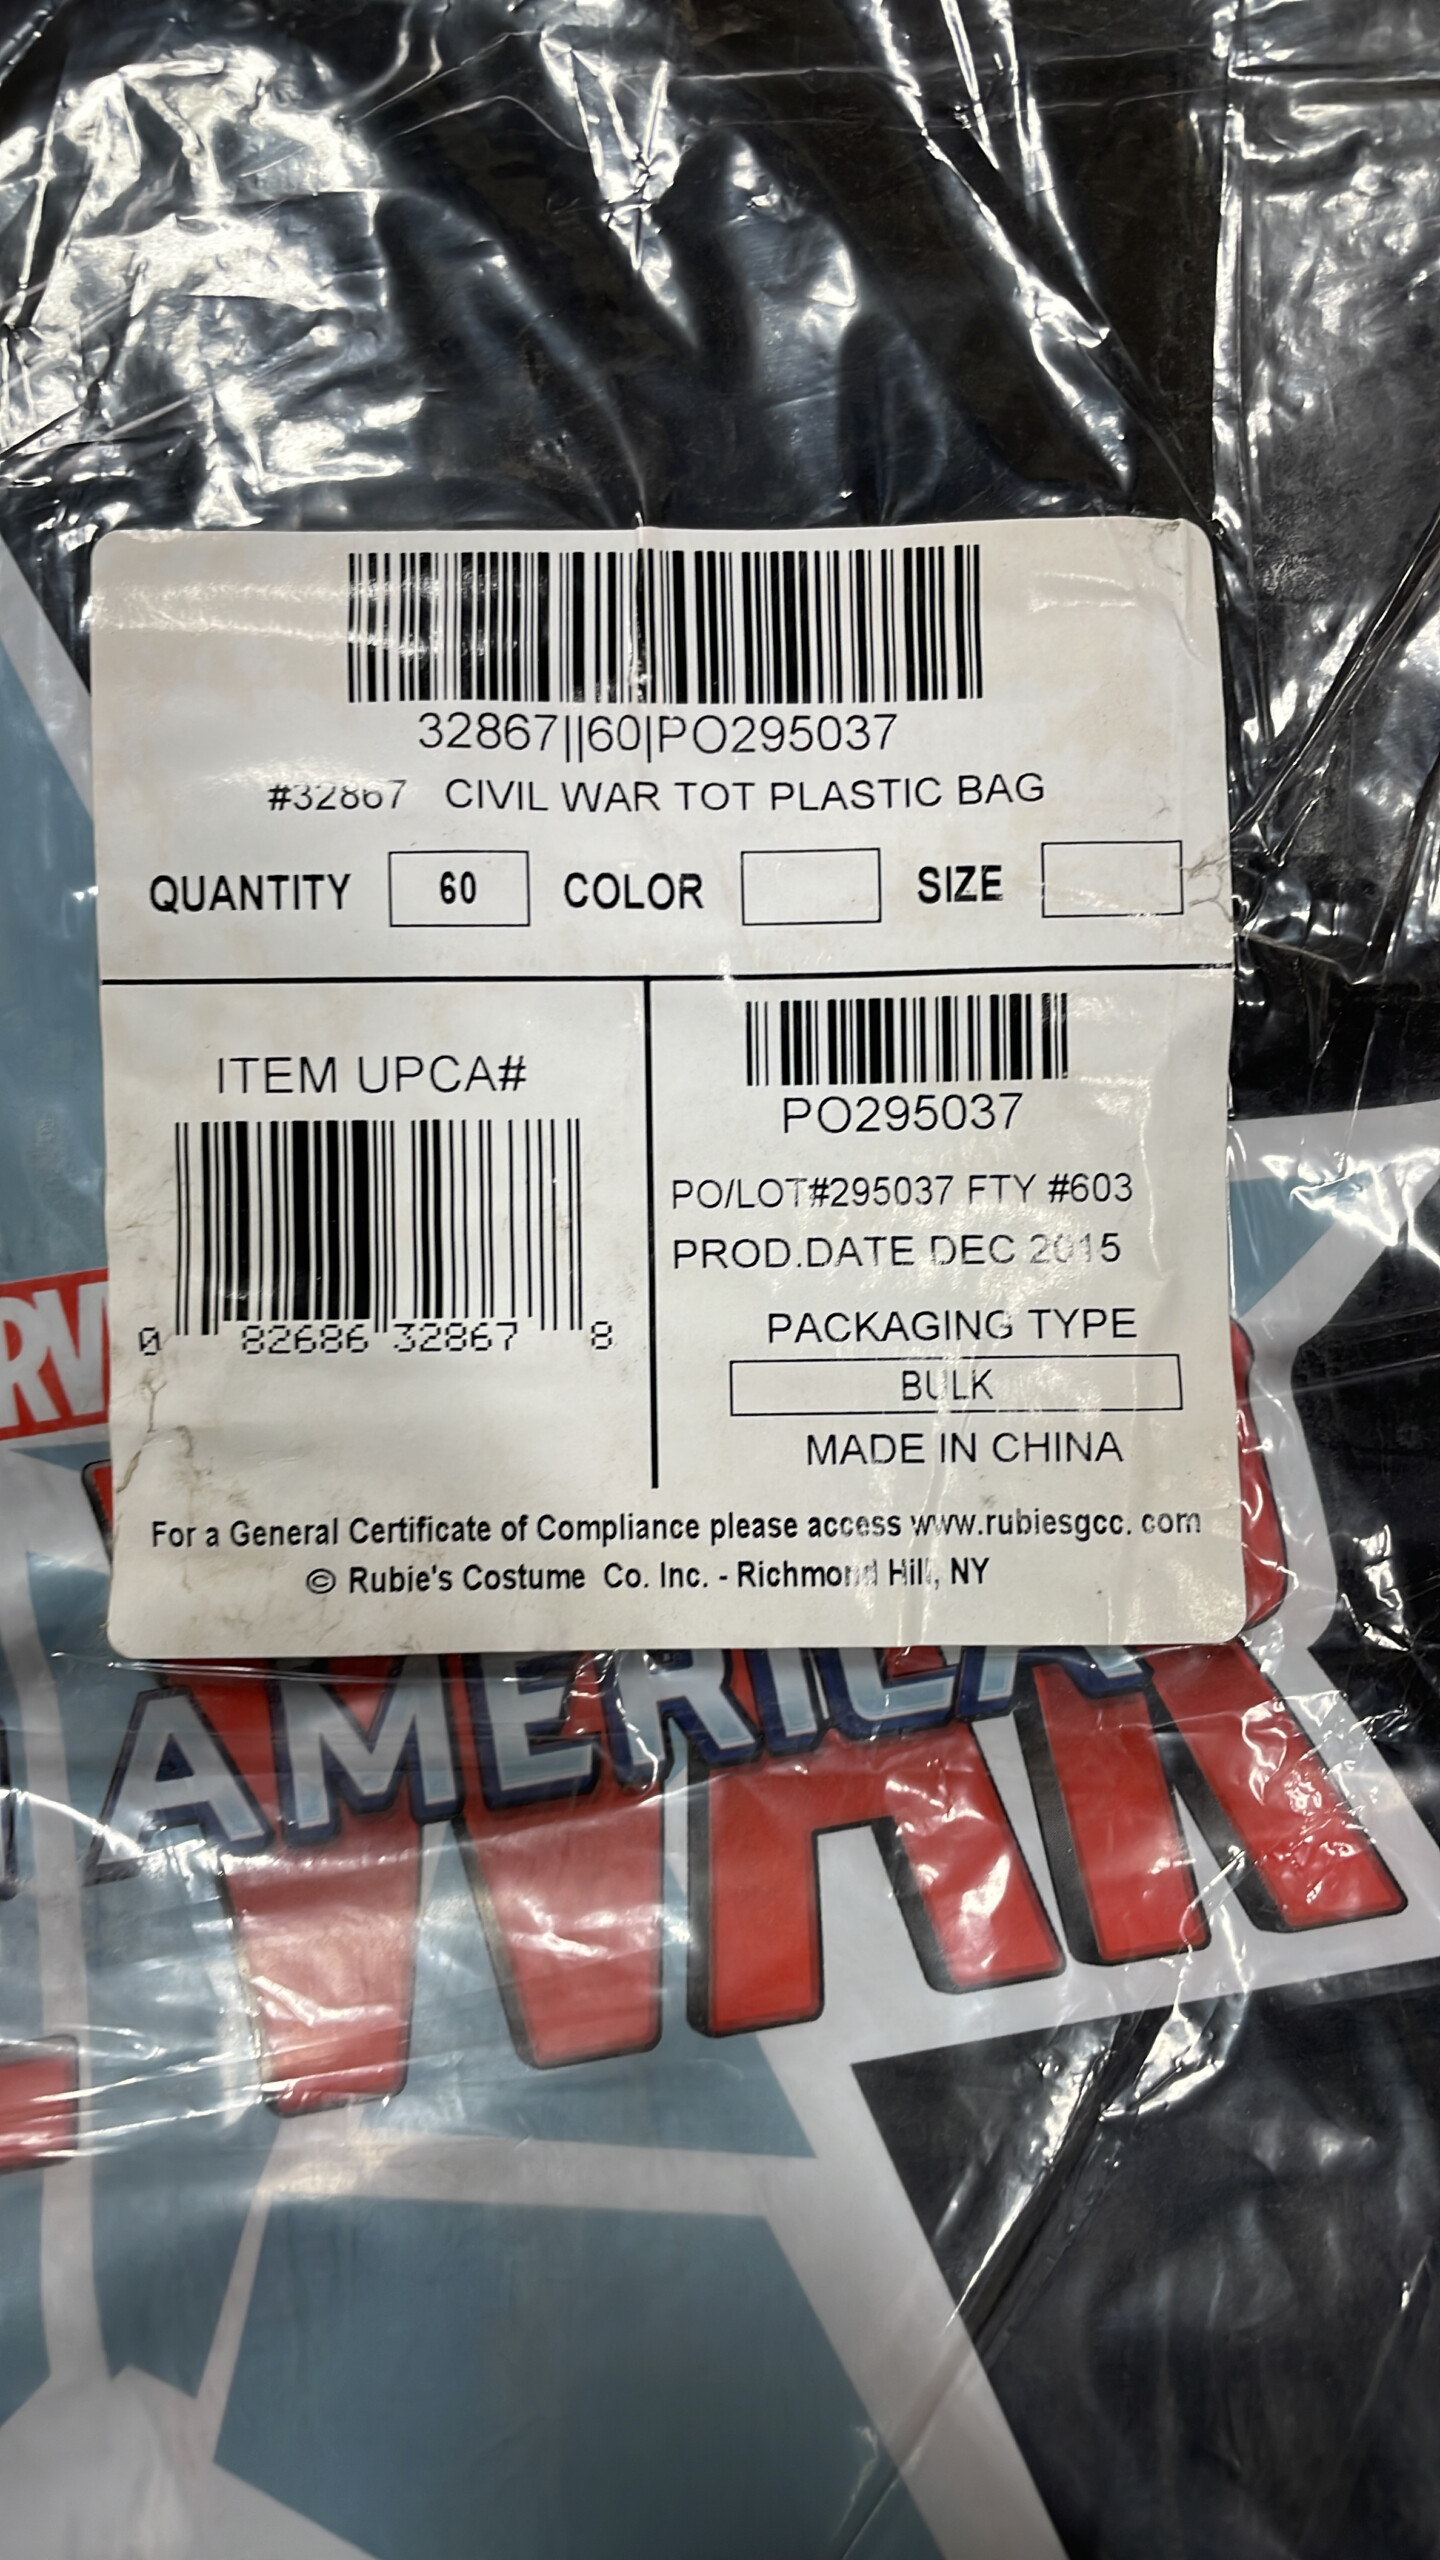 32867||60|PO295037
#32867 CIVIL WAR TOT PLASTIC BAG
QUANTITY 60 COLOR SIZE
ITEM UPCA#
0 82686 32867 8
PO295037
PO/LOT#295037 FTY #603
PROD.DATE DEC 2015
PACKAGING TYPE
BULK
MADE IN CHINA
For a General Certificate of Compliance please access www.rubiesgcc. com
© Rubie's Costume Co. Inc. - Richmond Hill, NY
AMERICA
WAR